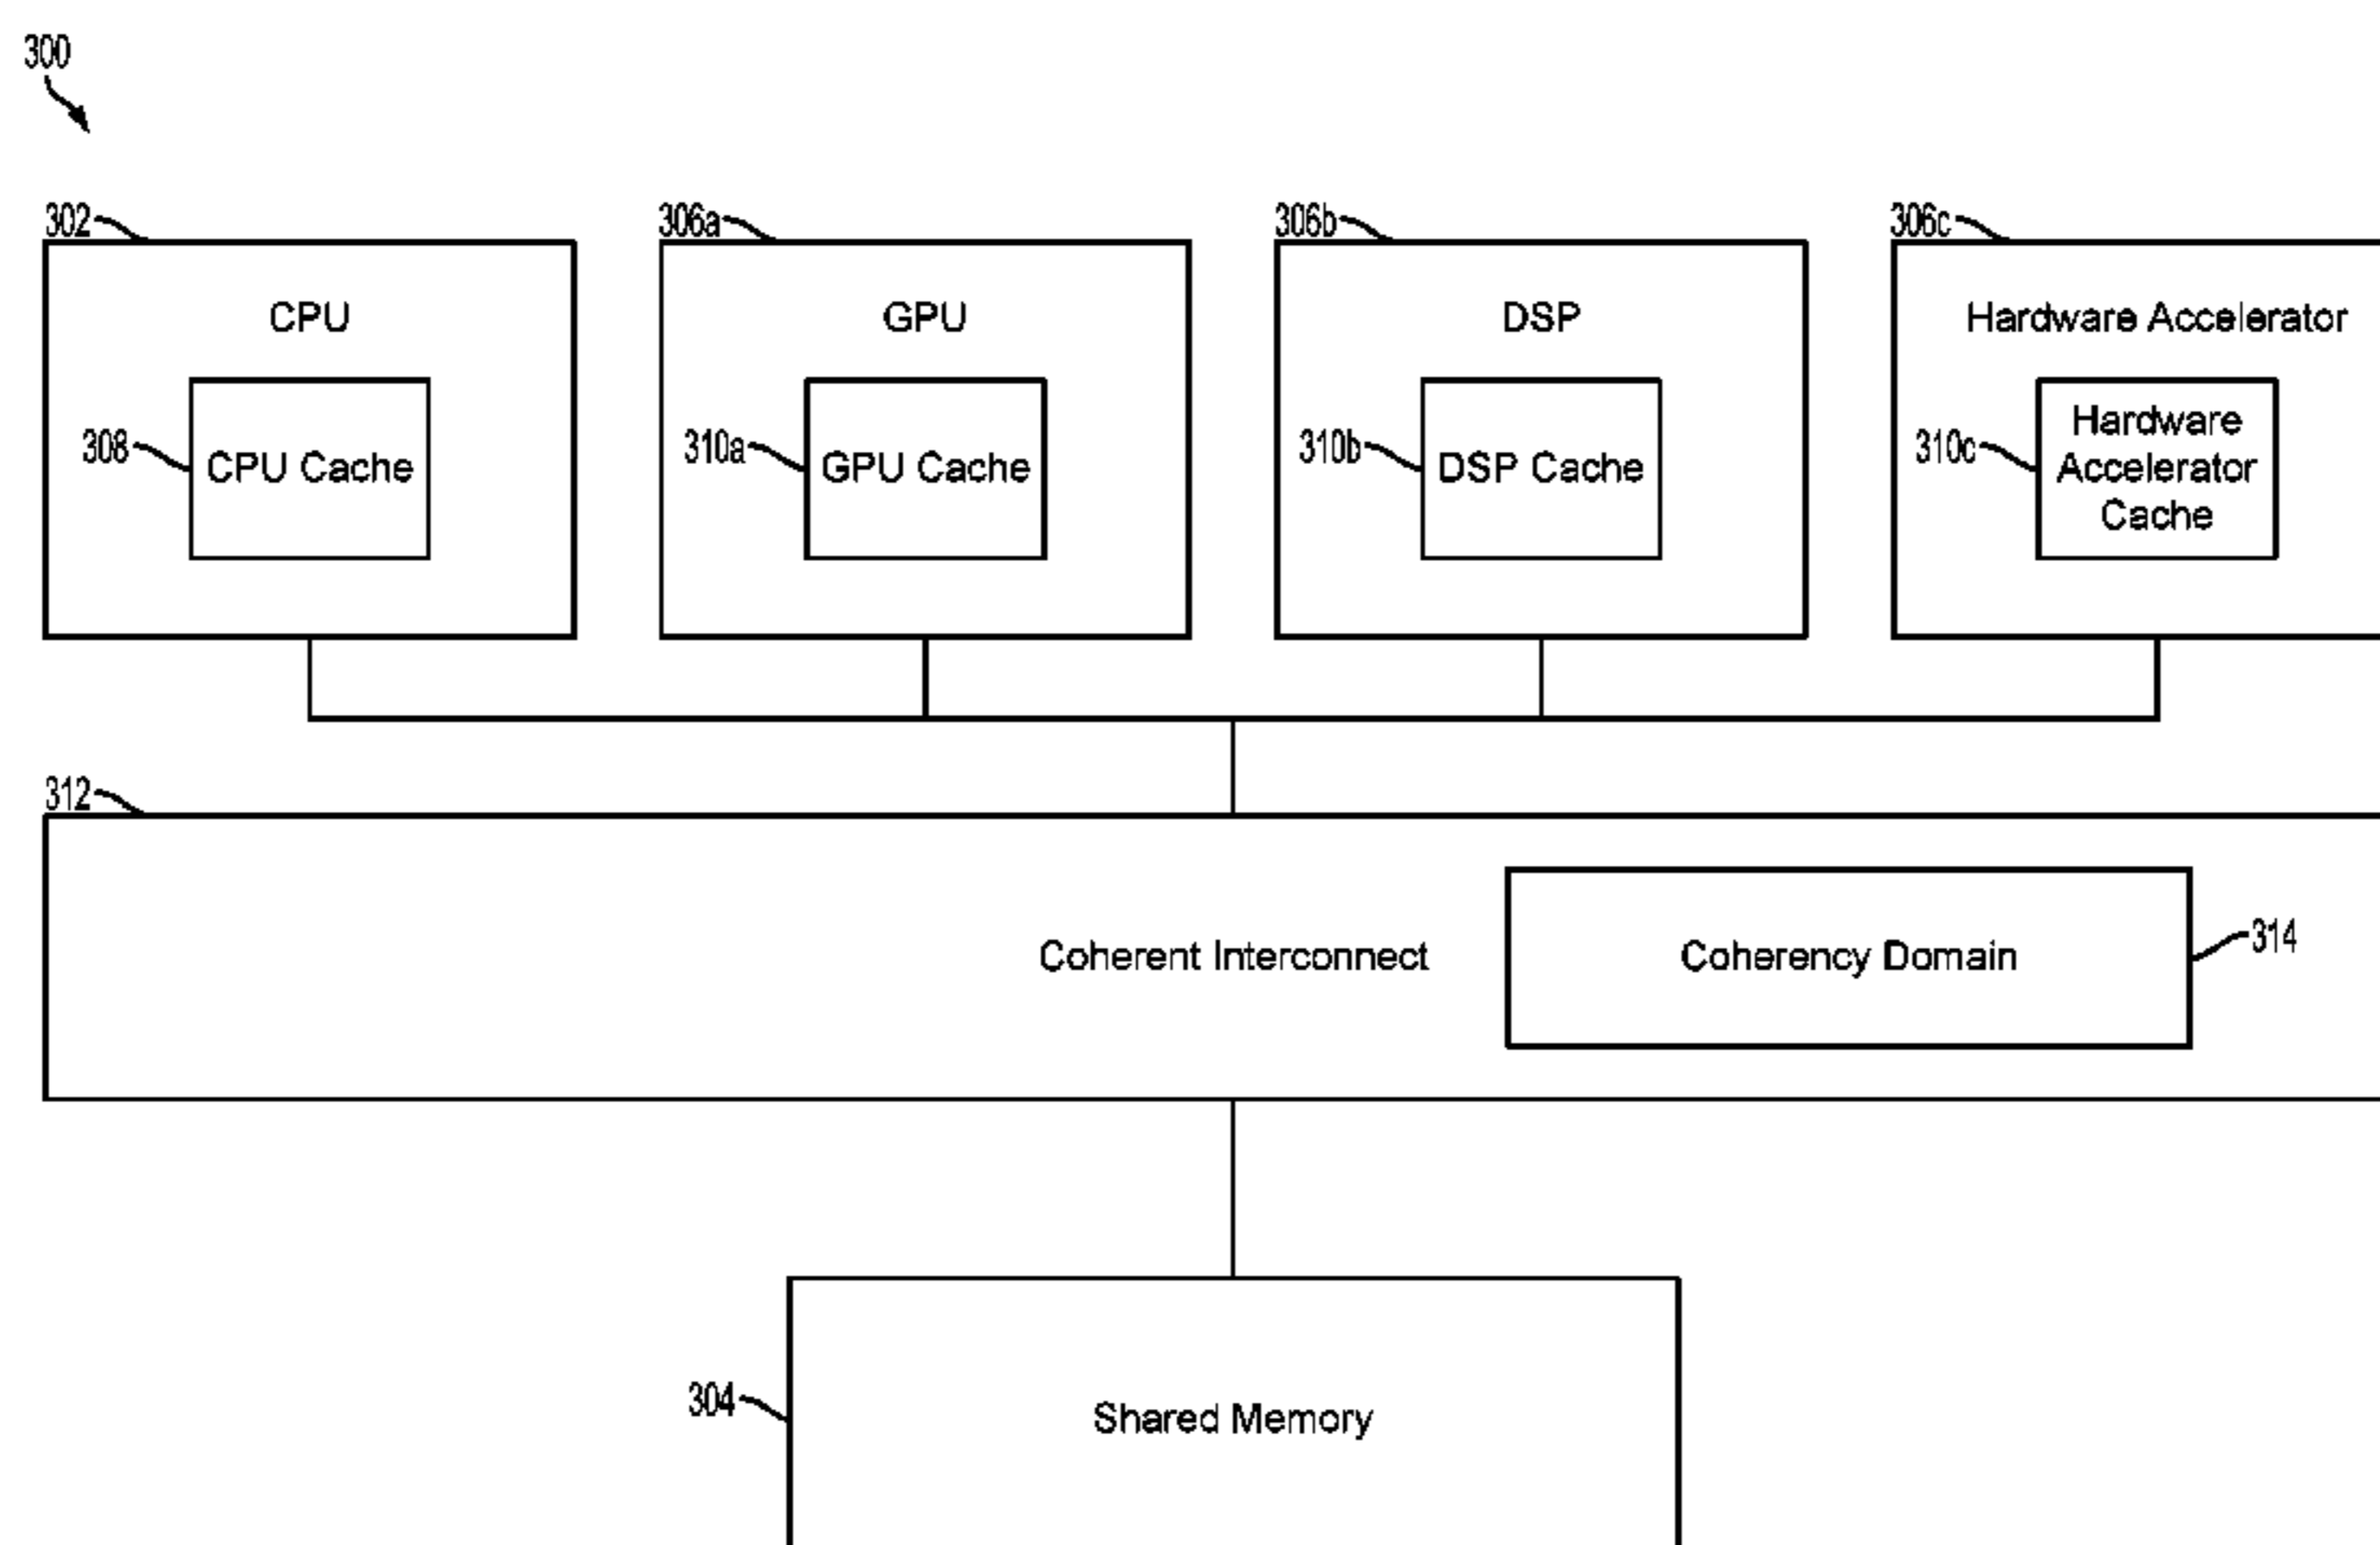 300
302
306a
306b
306c
CPU
GPU
DSP
Hardware Accelerator
308
CPU Cache
310a
GPU Cache
310b
DSP Cache
310c
Hardware
Accelerator
Cache
312
Coherent Interconnect
Coherency Domain
314
304
Shared Memory